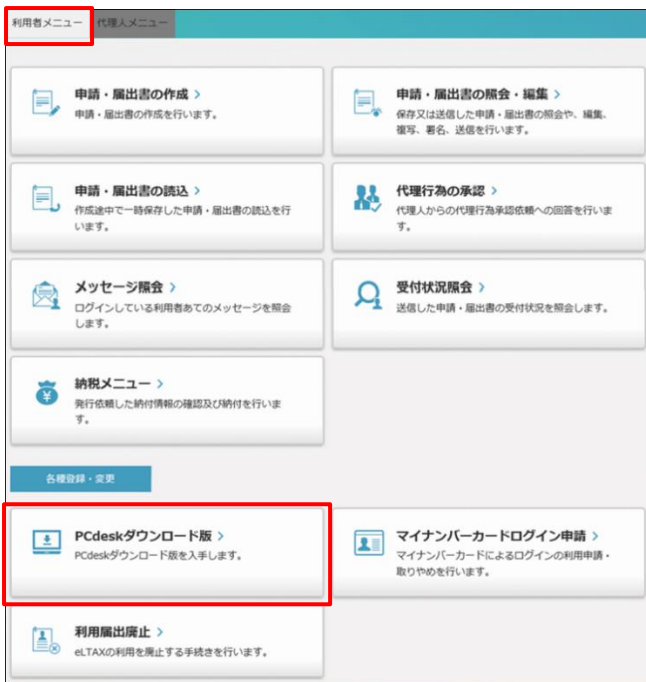 利用者メニュー
代理人メニュー
申請・届出書の作成
申請・届出書の作成を行います。
申請・届出書の照会・編集
保存又は送信した申請・届出書の照会や、編集、
複写、署名、送信を行います。
申請・届出書の読込
作成途中で一時保存した申請・届出書の読込を行
います。
代理行為の承認
代理人からの代理行為承認依頼への回答を行いま
す。
メッセージ照会
ログインしている利用者あてのメッセージを照会
します。
受付状況照会
送信した申請・届出書の受付状況を照会します。
納税メニュー
発行依頼した納付情報の確認及び納付を行いま
す。
各種登録・変更
PCdeskダウンロード版
PCdeskダウンロード版を入手します。
マイナンバーカードログイン申請
マイナンバーカードによるログインの利用申請・
取りやめを行います。
利用届出廃止
eLTAXの利用を廃止する手続きを行います。